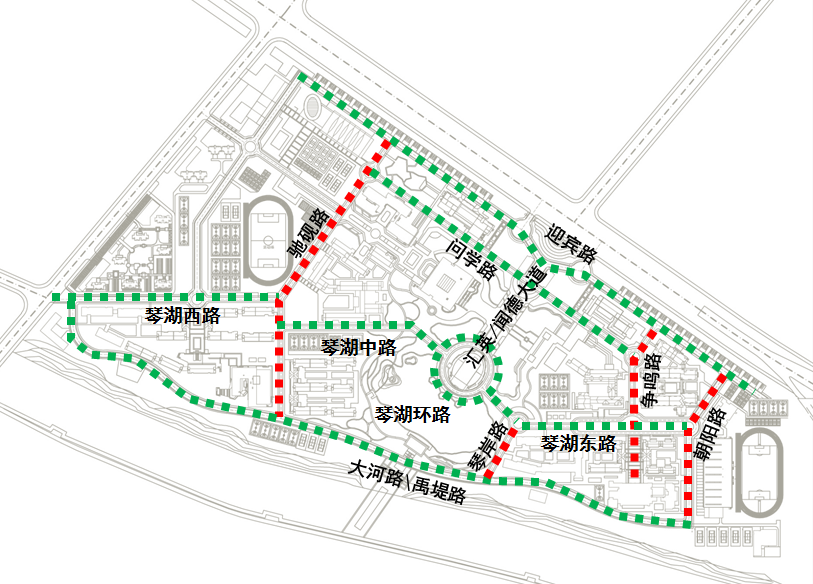 迎宾路
驰砚路
问学路
汇英/闻德大道
琴湖西路
琴湖中路
争鸣路
琴湖环路
朝阳路
琴岸路
琴湖东路
大河路\禹堤路